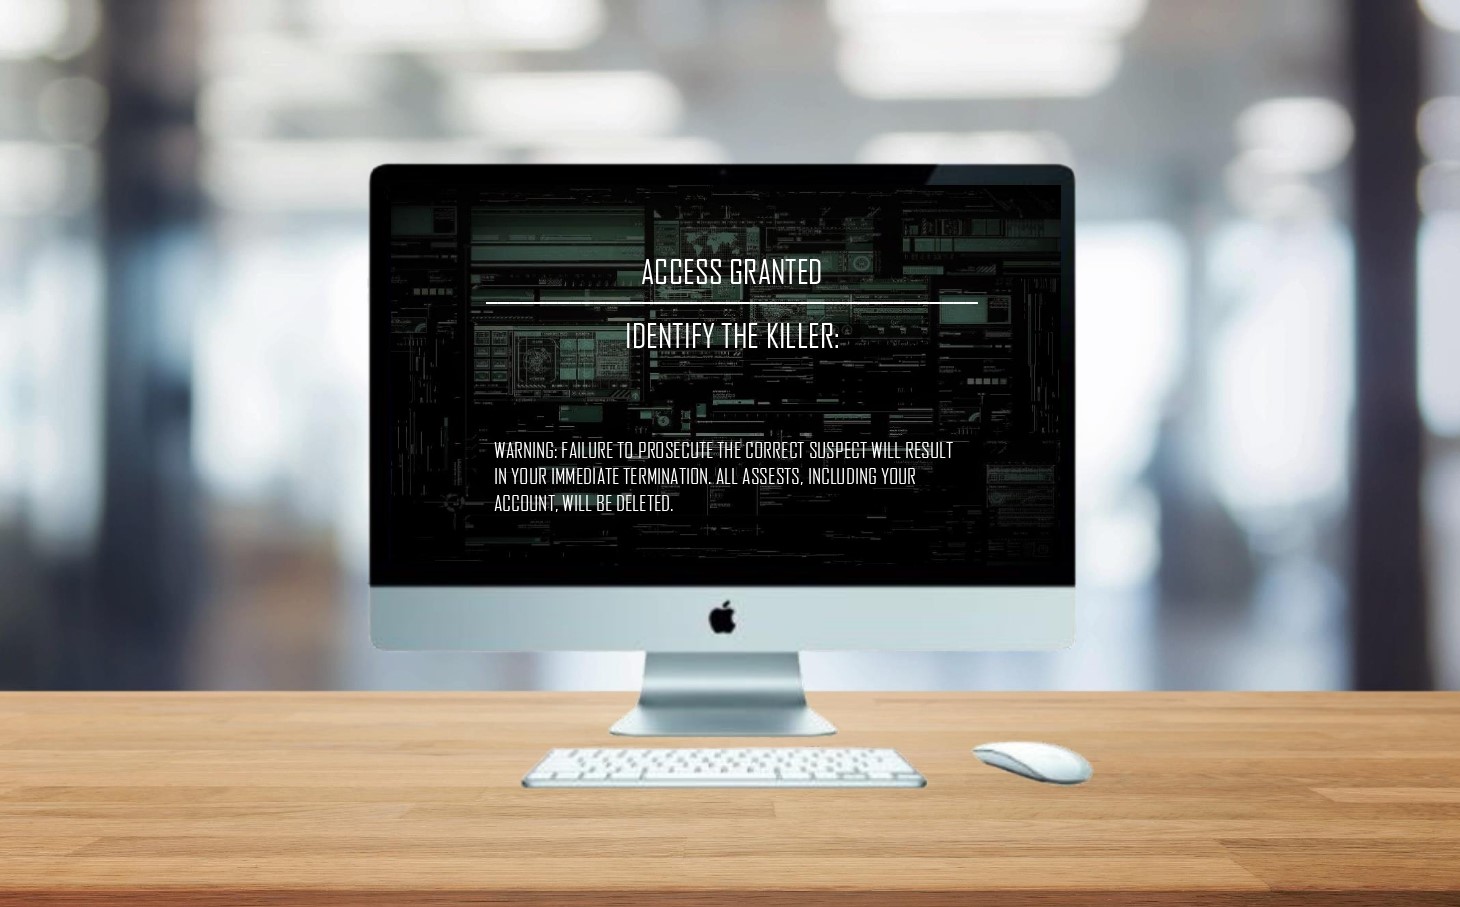 ACCESS GRANTED
IDENTIFY THE KILLER:
WARNING: FAILURE TO PROSECUTE THE CORRECT SUSPECT WILL RESULT
IN YOUR IMMEDIATE TERMINATION. ALL ASSESTS, INCLUDING YOUR
ACCOUNT, WILL BE DELETED.